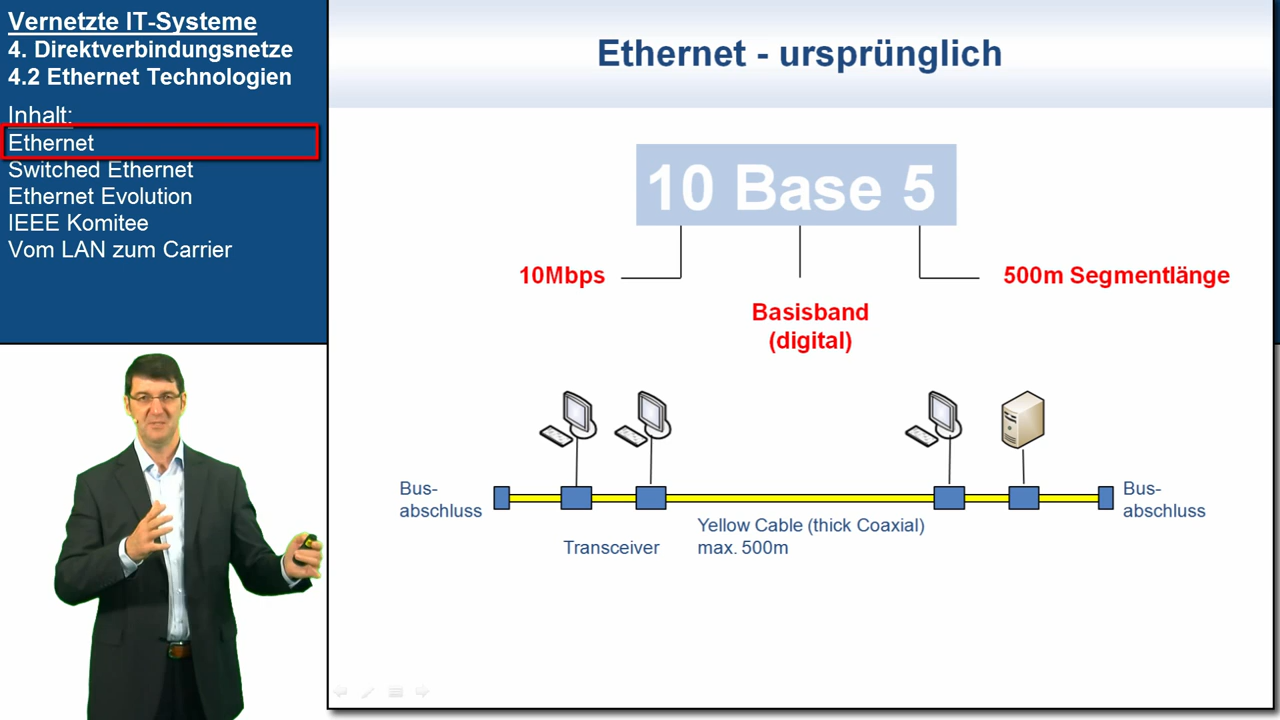 Vernetzte IT-Systeme
4. Direktverbindungsnetze
4.2 Ethernet Technologien
Inhalt:
Ethernet
Switched Ethernet
Ethernet Evolution
IEEE Komitee
Vom LAN zum Carrier
Ethernet - ursprünglich
10 Base 5
10Mbps
500m Segmentlänge
Basisband
(digital)
Bus-
abschluss
Bus-
abschluss
Transceiver
Yellow Cable (thick Coaxial)
max. 500m